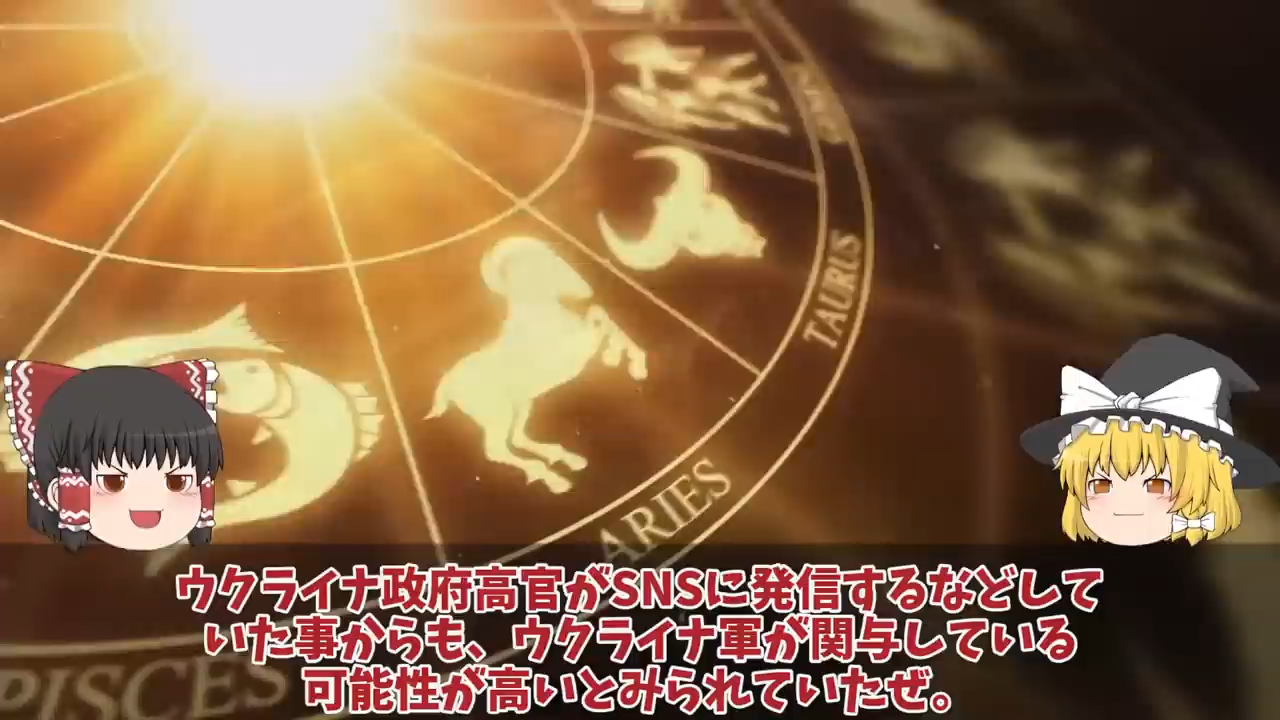 TAURUS
ARIES
PISCES
ウクライナ政府高官がSNSに発信するなどして
いた事からも、ウクライナ軍が関与している
可能性が高いとみられていたぜ。